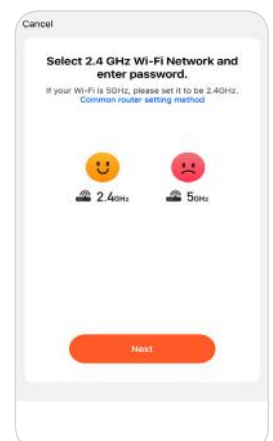 Cancel
Select 2.4 GHz Wi-Fi Network and
enter password.
If your Wi-Fi is 5GHz, please set it to be 2.4GHz.
Common router setting method
2.4GHz
5GHz
Next